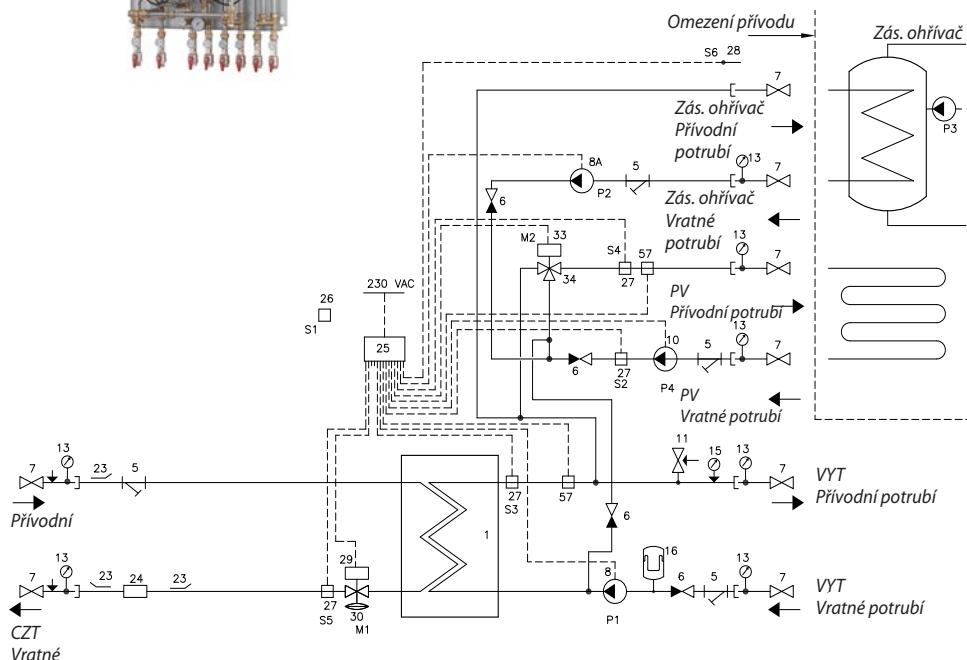 Omezení přívodu
Zás. ohřívač
S6 28
7
Zás. ohřívač
Přívodní
potrubí
P3
8A
P2
5
13
7
6
Zás. ohřívač
Vratné
potrubí
M2 33
34
S4
27
57
13
7
230 VAC
26
S1
25
PV
Přívodní potrubí
6
27
S2
10
P4
5
13
7
PV
Vratné potrubí
7
13
23
5
Přívodní
27
S3
57
11
15
13
7
VYT
Přívodní potrubí
1
6
7
13
23
24
23
27
S5
29
30
M1
8
P1
16
6
5
13
7
VYT
Vratné potrubí
CZT
Vratné